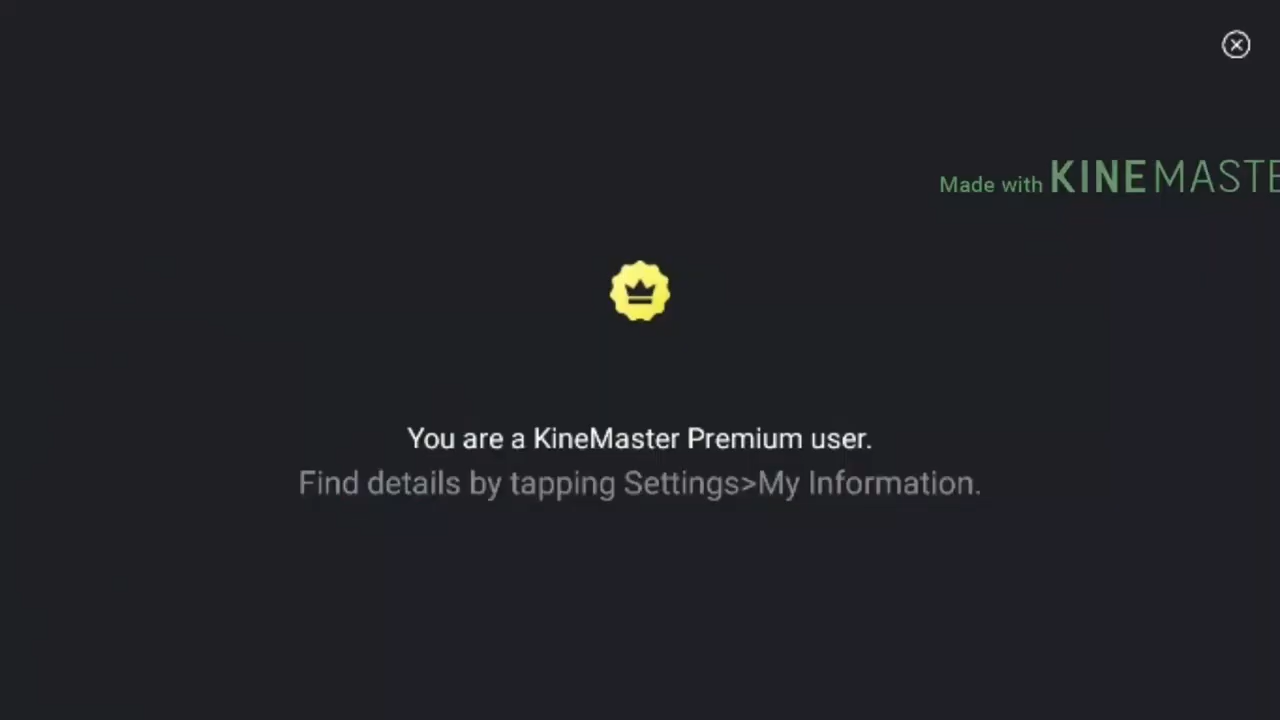 Made with KINEMASTE
You are a KineMaster Premium user.
Find details by tapping Settings>My Information.